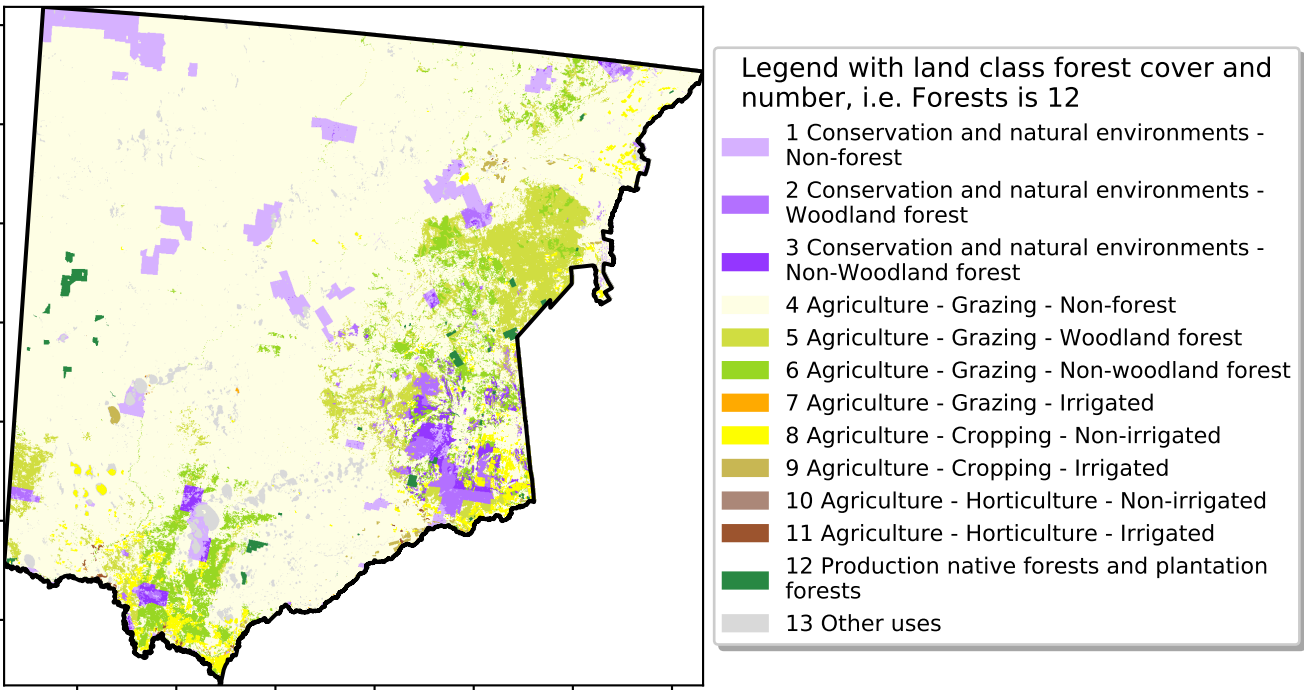 Legend with land class forest cover and
number, i.e. Forests is 12
1 Conservation and natural environments -
Non-forest
2 Conservation and natural environments -
Woodland forest
3 Conservation and natural environments -
Non-Woodland forest
4 Agriculture - Grazing - Non-forest
5 Agriculture - Grazing - Woodland forest
6 Agriculture - Grazing - Non-woodland forest
7 Agriculture - Grazing - Irrigated
8 Agriculture - Cropping - Non-irrigated
9 Agriculture - Cropping - Irrigated
10 Agriculture - Horticulture - Non-irrigated
11 Agriculture - Horticulture - Irrigated
12 Production native forests and plantation
forests
13 Other uses